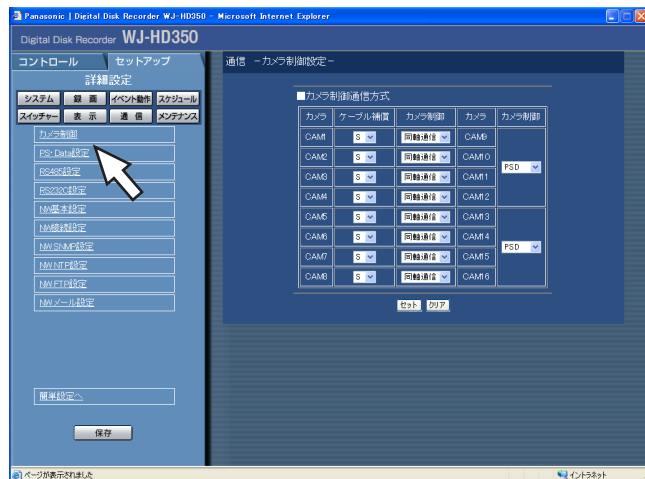 Panasonic | Digital Disk Recorder WJ-HD350 - Microsoft Internet Explorer
Digital Disk Recorder WJ-HD350
コントロール セットアップ
詳細設定
システム 録 画 イベント動作 スケジュール
スイッチャー 表 示 通 信 メンテナンス
カメラ制御
PS·Data設定
RS485設定
RS232C設定
NW基本設定
NW接続設定
NW SNMP設定
NW NTP設定
NW FTP設定
NW メール設定
簡単設定へ
保存
通信 －カメラ制御設定－
■カメラ制御通信方式
カメラ ケーブル補償 カメラ制御 カメラ カメラ制御
CAM1 S 同軸通信 CAM9
CAM2 S 同軸通信 CAM10
PSD
CAM3 S 同軸通信 CAM11
CAM4 S 同軸通信 CAM12
CAM5 S 同軸通信 CAM13
CAM6 S 同軸通信 CAM14
PSD
CAM7 S 同軸通信 CAM15
CAM8 S 同軸通信 CAM16
セット クリア
ページが表示されました イントラネット